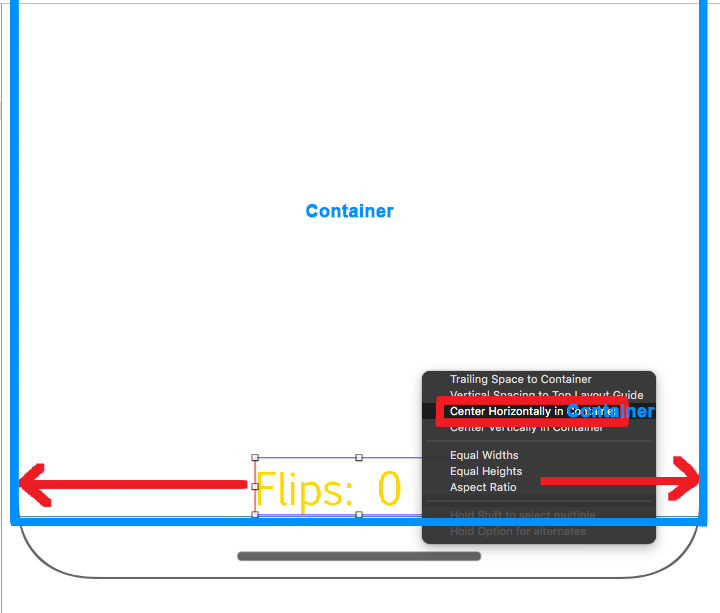 Container
Trailing Space to Container
Vertical Spacing to Top Layout Guide
Center Horizontally in Container
Container
Center Vertically in Container
Equal Widths
Equal Heights
Aspect Ratio
Flips: 0
Hold Shift to select multiple
Hold Option for alternates